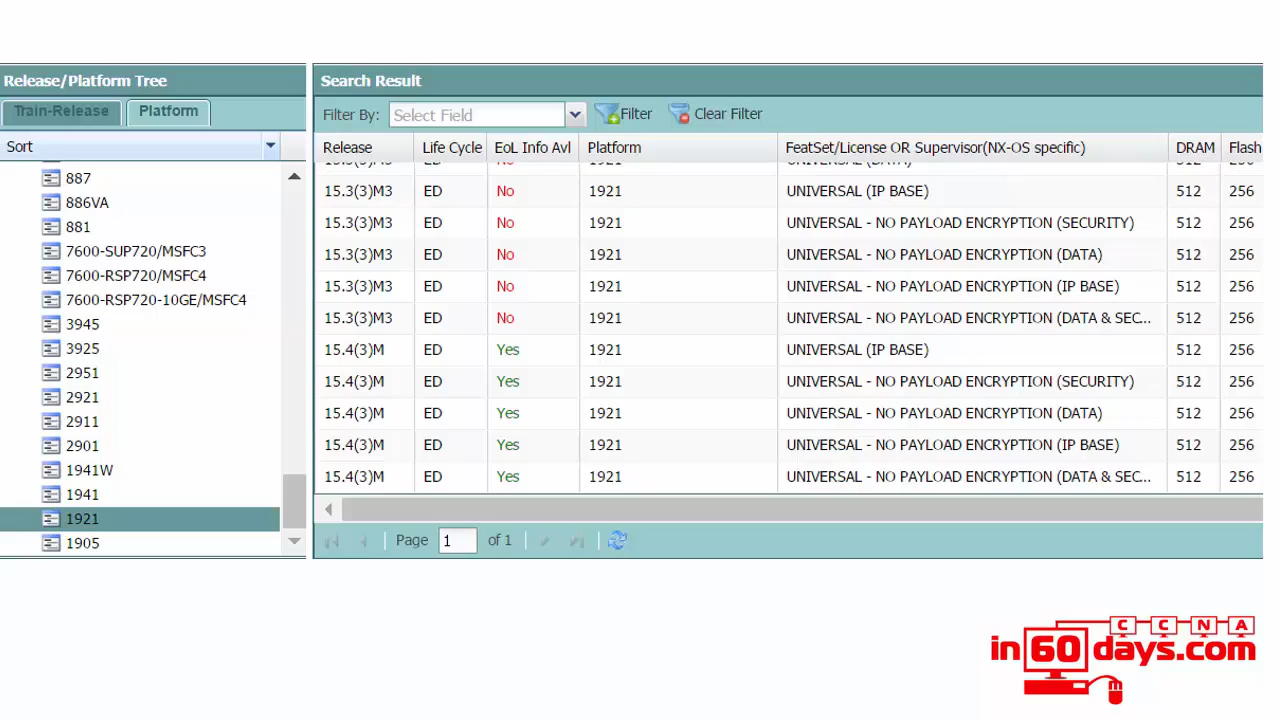 Release/Platform Tree
Search Result
Train-Release Platform
Filter By: Select Field Filter Clear Filter
Sort
Release Life Cycle EoL Info Avl Platform FeatSet/License OR Supervisor(NX-OS specific) DRAM Flash
887
886VA
881
7600-SUP720/MSFC3
7600-RSP720/MSFC4
7600-RSP720-10GE/MSFC4
3945
3925
2951
2921
2911
2901
1941W
1941
1921
1905
15.3(3)M3 ED No 1921 UNIVERSAL (IP BASE) 512 256
15.3(3)M3 ED No 1921 UNIVERSAL - NO PAYLOAD ENCRYPTION (SECURITY) 512 256
15.3(3)M3 ED No 1921 UNIVERSAL - NO PAYLOAD ENCRYPTION (DATA) 512 256
15.3(3)M3 ED No 1921 UNIVERSAL - NO PAYLOAD ENCRYPTION (IP BASE) 512 256
15.3(3)M3 ED No 1921 UNIVERSAL - NO PAYLOAD ENCRYPTION (DATA & SEC... 512 256
15.4(3)M ED Yes 1921 UNIVERSAL (IP BASE) 512 256
15.4(3)M ED Yes 1921 UNIVERSAL - NO PAYLOAD ENCRYPTION (SECURITY) 512 256
15.4(3)M ED Yes 1921 UNIVERSAL - NO PAYLOAD ENCRYPTION (DATA) 512 256
15.4(3)M ED Yes 1921 UNIVERSAL - NO PAYLOAD ENCRYPTION (IP BASE) 512 256
15.4(3)M ED Yes 1921 UNIVERSAL - NO PAYLOAD ENCRYPTION (DATA & SEC... 512 256
Page 1 of 1
CCNA
in60days.com